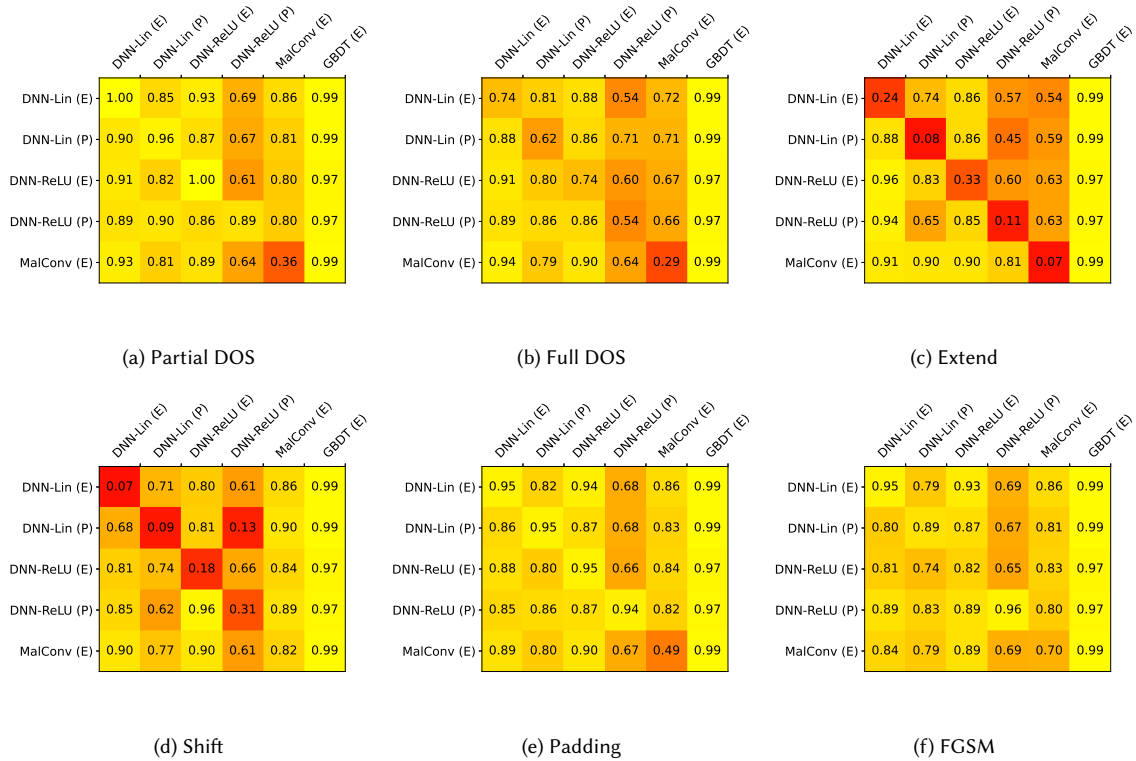 DNN-Lin (E) DNN-Lin (P) DNN-ReLU (E) DNN-ReLU (P) MalConv (E) GBDT (E)
DNN-Lin (E) 1.00 0.85 0.93 0.69 0.86 0.99
DNN-Lin (P) 0.90 0.96 0.87 0.67 0.81 0.99
DNN-ReLU (E) 0.91 0.82 1.00 0.61 0.80 0.97
DNN-ReLU (P) 0.89 0.90 0.86 0.89 0.80 0.97
MalConv (E) 0.93 0.81 0.89 0.64 0.36 0.99
(a) Partial DOS
DNN-Lin (E) DNN-Lin (P) DNN-ReLU (E) DNN-ReLU (P) MalConv (E) GBDT (E)
DNN-Lin (E) 0.74 0.81 0.88 0.54 0.72 0.99
DNN-Lin (P) 0.88 0.62 0.86 0.71 0.71 0.99
DNN-ReLU (E) 0.91 0.80 0.74 0.60 0.67 0.97
DNN-ReLU (P) 0.89 0.86 0.86 0.54 0.66 0.97
MalConv (E) 0.94 0.79 0.90 0.64 0.29 0.99
(b) Full DOS
DNN-Lin (E) DNN-Lin (P) DNN-ReLU (E) DNN-ReLU (P) MalConv (E) GBDT (E)
DNN-Lin (E) 0.24 0.74 0.86 0.57 0.54 0.99
DNN-Lin (P) 0.88 0.08 0.86 0.45 0.59 0.99
DNN-ReLU (E) 0.96 0.83 0.33 0.60 0.63 0.97
DNN-ReLU (P) 0.94 0.65 0.85 0.11 0.63 0.97
MalConv (E) 0.91 0.90 0.90 0.81 0.07 0.99
(c) Extend
DNN-Lin (E) DNN-Lin (P) DNN-ReLU (E) DNN-ReLU (P) MalConv (E) GBDT (E)
DNN-Lin (E) 0.07 0.71 0.80 0.61 0.86 0.99
DNN-Lin (P) 0.68 0.09 0.81 0.13 0.90 0.99
DNN-ReLU (E) 0.81 0.74 0.18 0.66 0.84 0.97
DNN-ReLU (P) 0.85 0.62 0.96 0.31 0.89 0.97
MalConv (E) 0.90 0.77 0.90 0.61 0.82 0.99
(d) Shift
DNN-Lin (E) DNN-Lin (P) DNN-ReLU (E) DNN-ReLU (P) MalConv (E) GBDT (E)
DNN-Lin (E) 0.95 0.82 0.94 0.68 0.86 0.99
DNN-Lin (P) 0.86 0.95 0.87 0.68 0.83 0.99
DNN-ReLU (E) 0.88 0.80 0.95 0.66 0.84 0.97
DNN-ReLU (P) 0.85 0.86 0.87 0.94 0.82 0.97
MalConv (E) 0.89 0.80 0.90 0.67 0.49 0.99
(e) Padding
DNN-Lin (E) DNN-Lin (P) DNN-ReLU (E) DNN-ReLU (P) MalConv (E) GBDT (E)
DNN-Lin (E) 0.95 0.79 0.93 0.69 0.86 0.99
DNN-Lin (P) 0.80 0.89 0.87 0.67 0.81 0.99
DNN-ReLU (E) 0.81 0.74 0.82 0.65 0.83 0.97
DNN-ReLU (P) 0.89 0.83 0.89 0.96 0.80 0.97
MalConv (E) 0.84 0.79 0.89 0.69 0.70 0.99
(f) FGSM